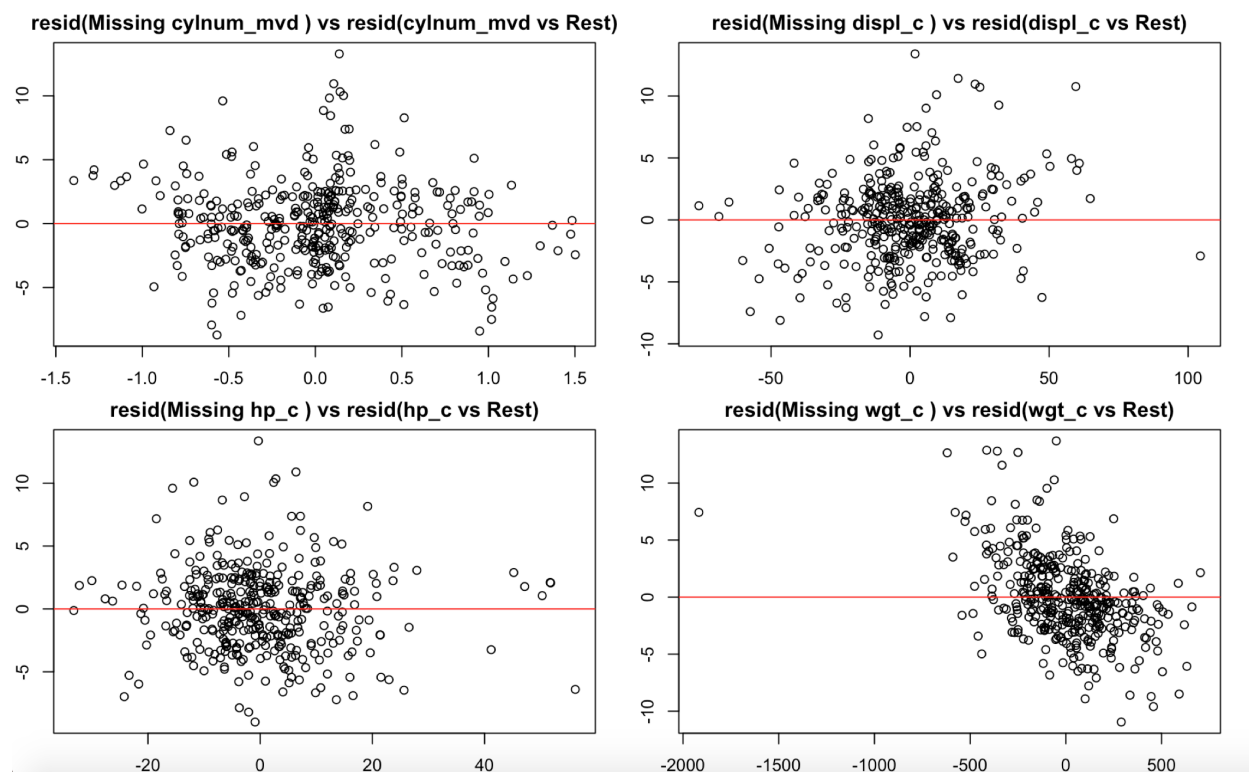 resid(Missing cylnum_mvd ) vs resid(cylnum_mvd vs Rest)
10
5
0
-5
-1.5 -1.0 -0.5 0.0 0.5 1.0 1.5
resid(Missing displ_c ) vs resid(displ_c vs Rest)
10
5
0
-5
-10
-50 0 50 100
resid(Missing hp_c ) vs resid(hp_c vs Rest)
10
5
0
-5
-20 0 20 40
resid(Missing wgt_c ) vs resid(wgt_c vs Rest)
10
5
0
-5
-10
-2000 -1500 -1000 -500 0 500